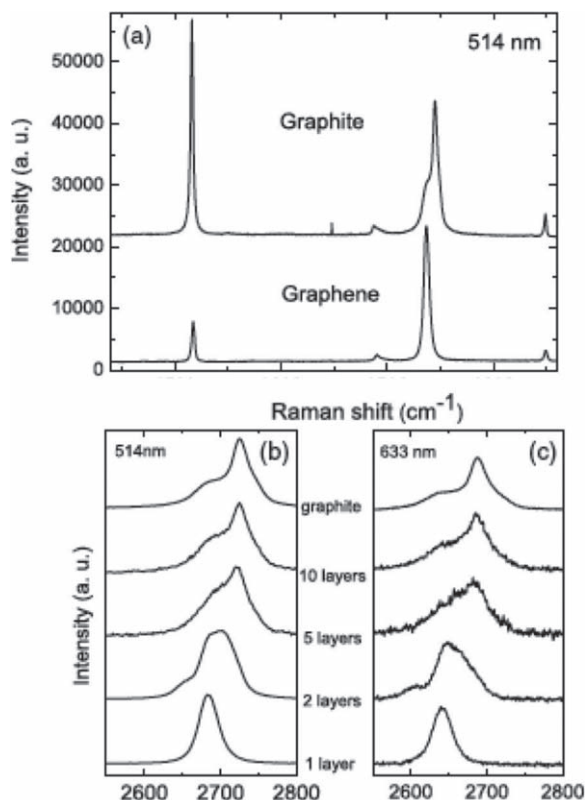 (a)
514 nm
50000
40000
30000
20000
10000
0
Intensity (a. u.)
Graphite
Graphene
Raman shift (cm-1)
514nm
(b)
633 nm
(c)
graphite
10 layers
5 layers
2 layers
1 layer
Intensity (a. u.)
2600 2700 2800
2600 2700 2800